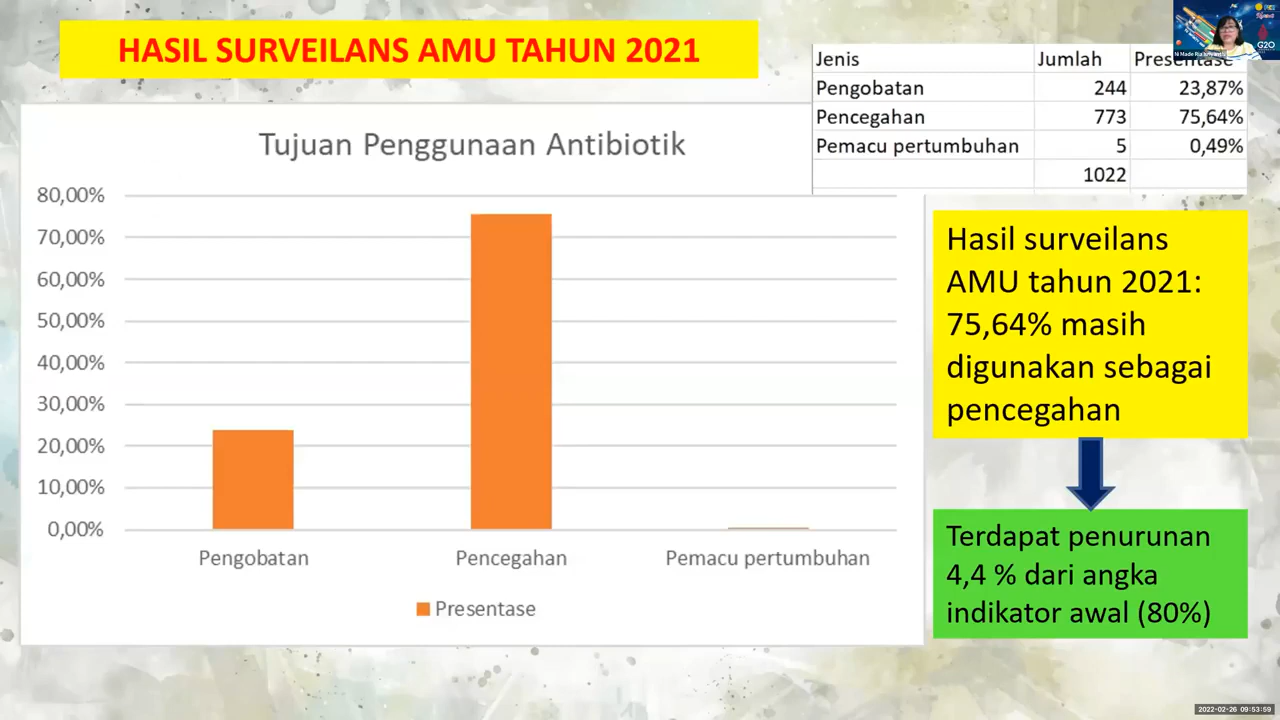 HASIL SURVEILANS AMU TAHUN 2021
G20
Jenis Jumlah Presentase
Pengobatan 244 23,87%
Pencegahan 773 75,64%
Pemacu pertumbuhan 5 0,49%
1022
Tujuan Penggunaan Antibiotik
80,00%
70,00%
60,00%
50,00%
40,00%
30,00%
20,00%
10,00%
0,00%
Pengobatan Pencegahan Pemacu pertumbuhan
Presentase
Hasil surveilans
AMU tahun 2021:
75,64% masih
digunakan sebagai
pencegahan
Terdapat penurunan
4,4 % dari angka
indikator awal (80%)
2022-02-26 09:53:59